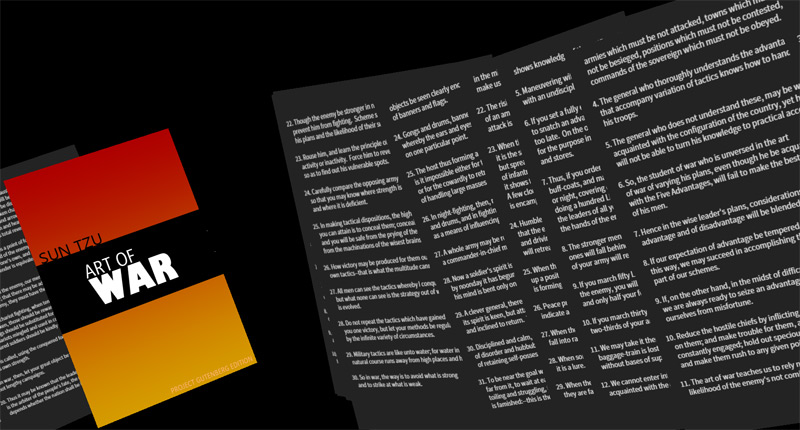 SUN TZU
ART OF
WAR
PROJECT GUTENBERG EDITION
22. Though the enemy be stronger in n
prevent him from fighting. Scheme s
his plans and the likelihood of their s
23. Rouse him, and learn the principle o
activity or inactivity. Force him to reve
so as to find out his vulnerable spots.
24. Carefully compare the opposing army
so that you may know where strength is
and where it is deficient.
25. In making tactical dispositions, the high
you can attain is to conceal them; conceal
and you will be safe from the prying of the
from the machinations of the wisest brains.
26. How victory may be produced for them ou
own tactics--that is what the multitude cann
27. All men can see the tactics whereby I conqu
but what none can see is the strategy out of w
is evolved.
28. Do not repeat the tactics which have gained
you one victory, but let your methods be regula
by the infinite variety of circumstances.
29. Military tactics are like unto water; for water in
natural course runs away from high places and h
30. So in war, the way is to avoid what is strong
and to strike at what is weak.
objects be seen clearly enc
of banners and flags.
24. Gongs and drums, banne
whereby the ears and eyes
on one particular point.
25. The host thus forming a
is it impossible either for t
or for the cowardly to retr
of handling large masses
26. In night-fighting, then, m
and drums, and in fightin
as a means of influencing
27. A whole army may be r
a commander-in-chief m
28. Now a soldier's spirit is
by noonday it has begun
his mind is bent only on
29. A clever general, there
its spirit is keen, but atta
and inclined to return.
30. Disciplined and calm,
of disorder and hubbub
of retaining self-posses
31. To be near the goal w
from it, to wait at e
toiling and struggling,
is famished:--this is th
in the m
make us
22. The risi
of an am
attack is
23. When t
it is the s
but sprea
of infant
it shows
A few clo
is encam
24. Humble
that the e
and drivi
will retre
25. When th
up a posit
is formin
26. Peace p
indicate a
27. When th
fall into ra
28. When so
it is a lure.
29. When the
they are fa
shows knowledg
5. Maneuvering wi
with an undiscipl
6. If you set a fully
to snatch an adva
too late. On the o
for the purpose in
and stores.
7. Thus, if you order
buff-coats, and m
or night, covering
doing a hundred L
the leaders of all y
the hands of the e
8. The stronger men
ones will fall behin
of your army will re
9. If you march fifty L
the enemy, you will
and only half your f
10. If you march thirty
two-thirds of your a
11. We may take it the
baggage-train is lost
without bases of sup
12. We cannot enter in
acquainted with the
armies which must be not attacked, towns which m
not be besieged, positions which must not be contested,
commands of the sovereign which must not be obeyed.
4. The general who thoroughly understands the advanta
that accompany variation of tactics knows how to hanc
his troops.
5. The general who does not understand these, may be w
acquainted with the configuration of the country, yet h
will not be able to turn his knowledge to practical acco
6. So, the student of war who is unversed in the art
of war of varying his plans, even though he be acqua
with the Five Advantages, will fail to make the best
of his men.
7. Hence in the wise leader's plans, considerations
advantage and of disadvantage will be blended
8. If our expectation of advantage be tempered
this way, we may succeed in accomplishing t
part of our schemes.
9. If, on the other hand, in the midst of diffic
we are always ready to seize an advantag
ourselves from misfortune.
10. Reduce the hostile chiefs by inflicting
on them; and make trouble for them, a
constantly engaged; hold out specio
and make them rush to any given po
11. The art of war teaches us to rely n
likelihood of the enemy's not com